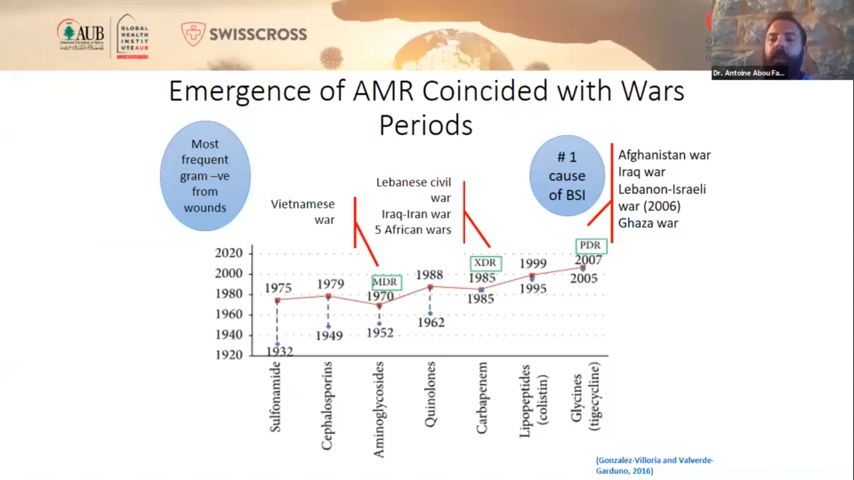 AUB
GLOBAL
HEALTH
INSTITUTE
AUB
SWISSCROSS
Dr. Antoine Abou Fa...
Emergence of AMR Coincided with Wars
Periods
Most
frequent
gram –ve
from
wounds
Vietnamese
war
Lebanese civil
war
Iraq-Iran war
5 African wars
# 1
cause
of BSI
Afghanistan war
Iraq war
Lebanon-Israeli
war (2006)
Ghaza war
MDR
XDR
PDR
2020
2000
1980
1960
1940
1920
1975
1979
1970
1988
1985
1999
2007
1932
1949
1952
1962
1985
1995
2005
Sulfonamide
Cephalosporins
Aminoglycosides
Quinolones
Carbapenem
Lipopeptides
(colistin)
Glycines
(tigecycline)
(Gonzalez-Villoria and Valverde-
Garduno, 2016)